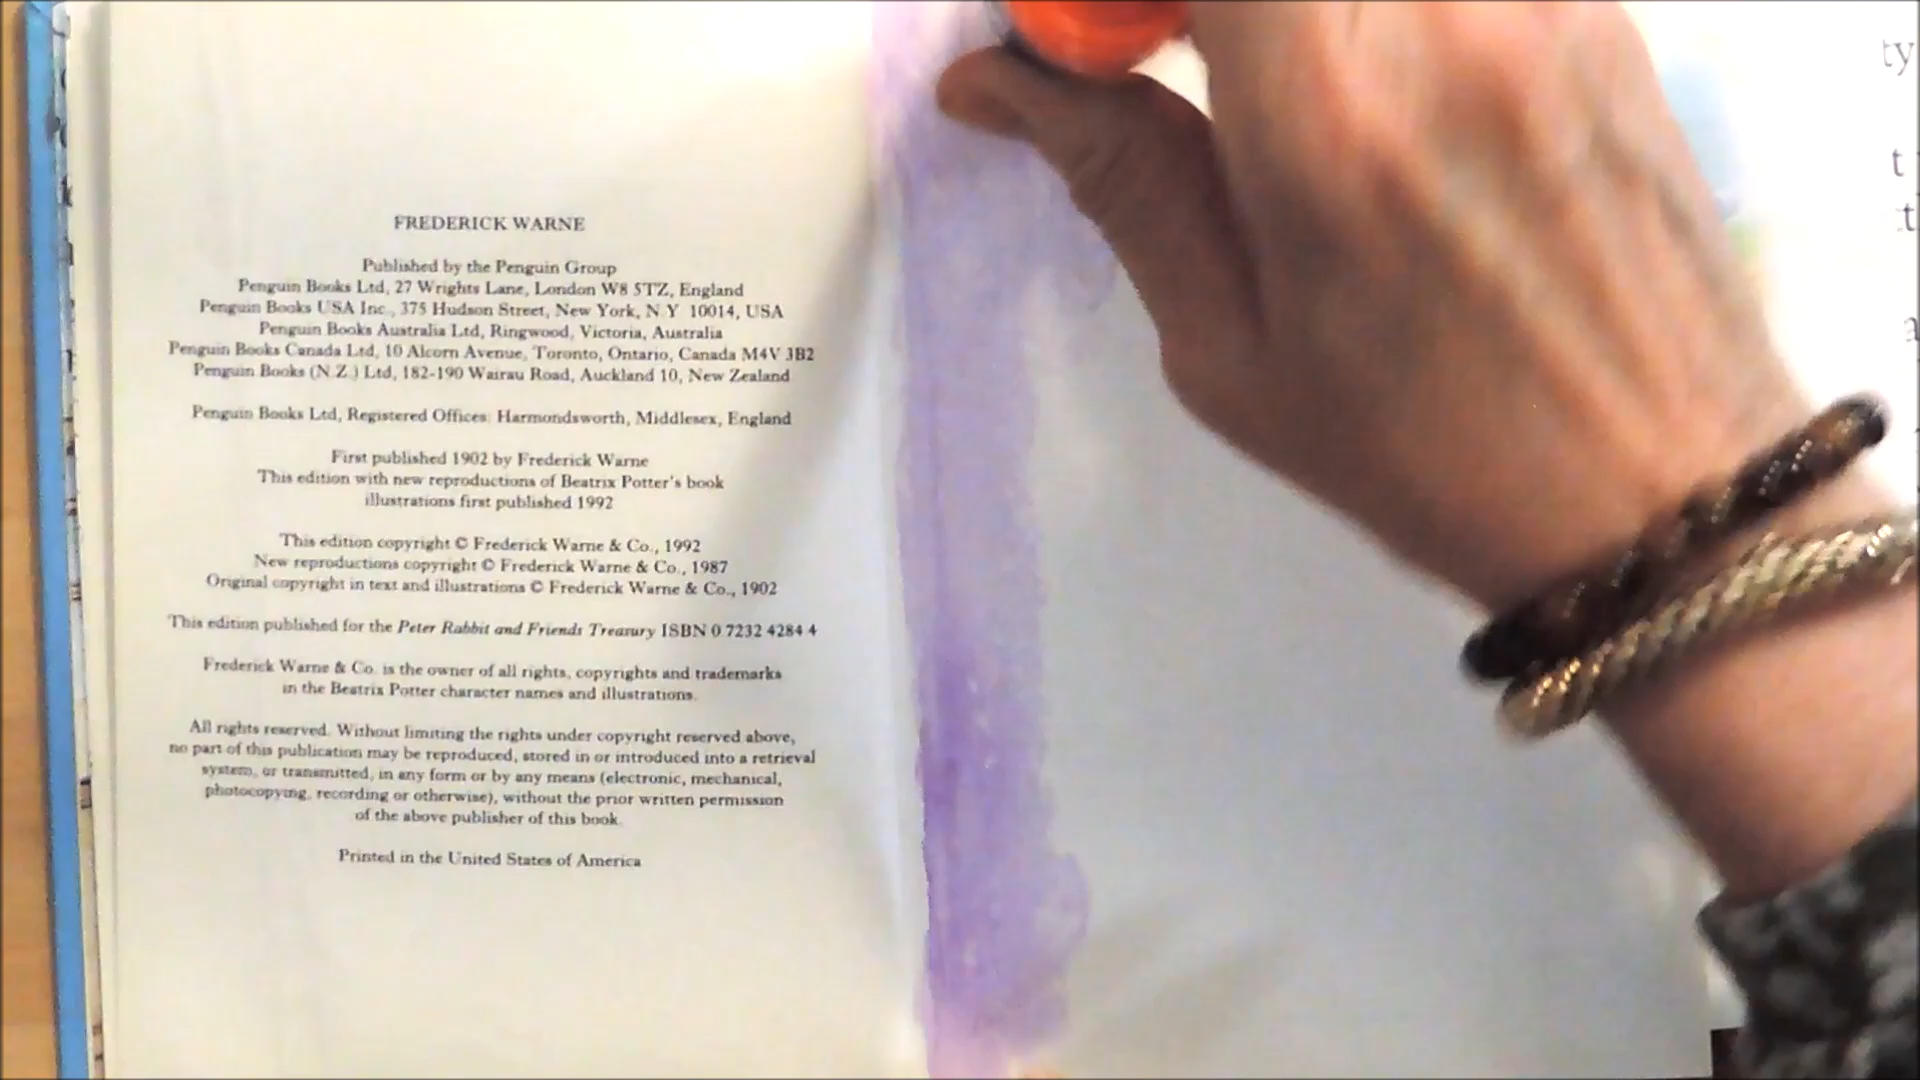 FREDERICK WARNE
Published by the Penguin Group
Penguin Books Ltd, 27 Wrights Lane, London W8 5TZ, England
Penguin Books USA Inc., 375 Hudson Street, New York, N.Y. 10014, USA
Penguin Books Australia Ltd, Ringwood, Victoria, Australia
Penguin Books Canada Ltd, 10 Alcorn Avenue, Toronto, Ontario, Canada M4V 3B2
Penguin Books (N.Z.) Ltd, 182-190 Wairau Road, Auckland 10, New Zealand
Penguin Books Ltd, Registered Offices: Harmondsworth, Middlesex, England
First published 1902 by Frederick Warne
This edition with new reproductions of Beatrix Potter's book
illustrations first published 1992
This edition copyright © Frederick Warne & Co., 1992
New reproductions copyright © Frederick Warne & Co., 1987
Original copyright in text and illustrations © Frederick Warne & Co., 1902
This edition published for the Peter Rabbit and Friends Treasury ISBN 0 7232 4284 4
Frederick Warne & Co. is the owner of all rights, copyrights and trademarks
in the Beatrix Potter character names and illustrations.
All rights reserved. Without limiting the rights under copyright reserved above,
no part of this publication may be reproduced, stored in or introduced into a retrieval
system, or transmitted, in any form or by any means (electronic, mechanical,
photocopying, recording or otherwise), without the prior written permission
of the above publisher of this book.
Printed in the United States of America
ty
t